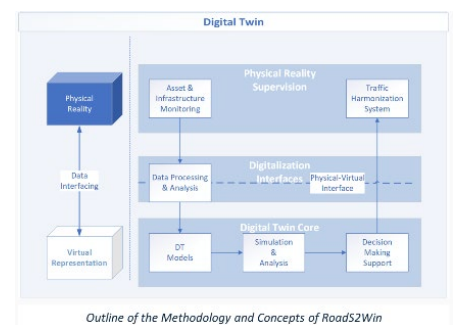 Digital Twin
Physical
Reality
Data
Interfacing
Virtual
Representation
Physical Reality
Supervision
Asset &
Infrastructure
Monitoring
Traffic
Harmonization
System
Digitalization
Interfaces
Data Processing
& Analysis
Physical-Virtual
Interface
Digital Twin Core
DT
Models
Simulation
&
Analysis
Decision
Making
Support
Outline of the Methodology and Concepts of RoadS2Win